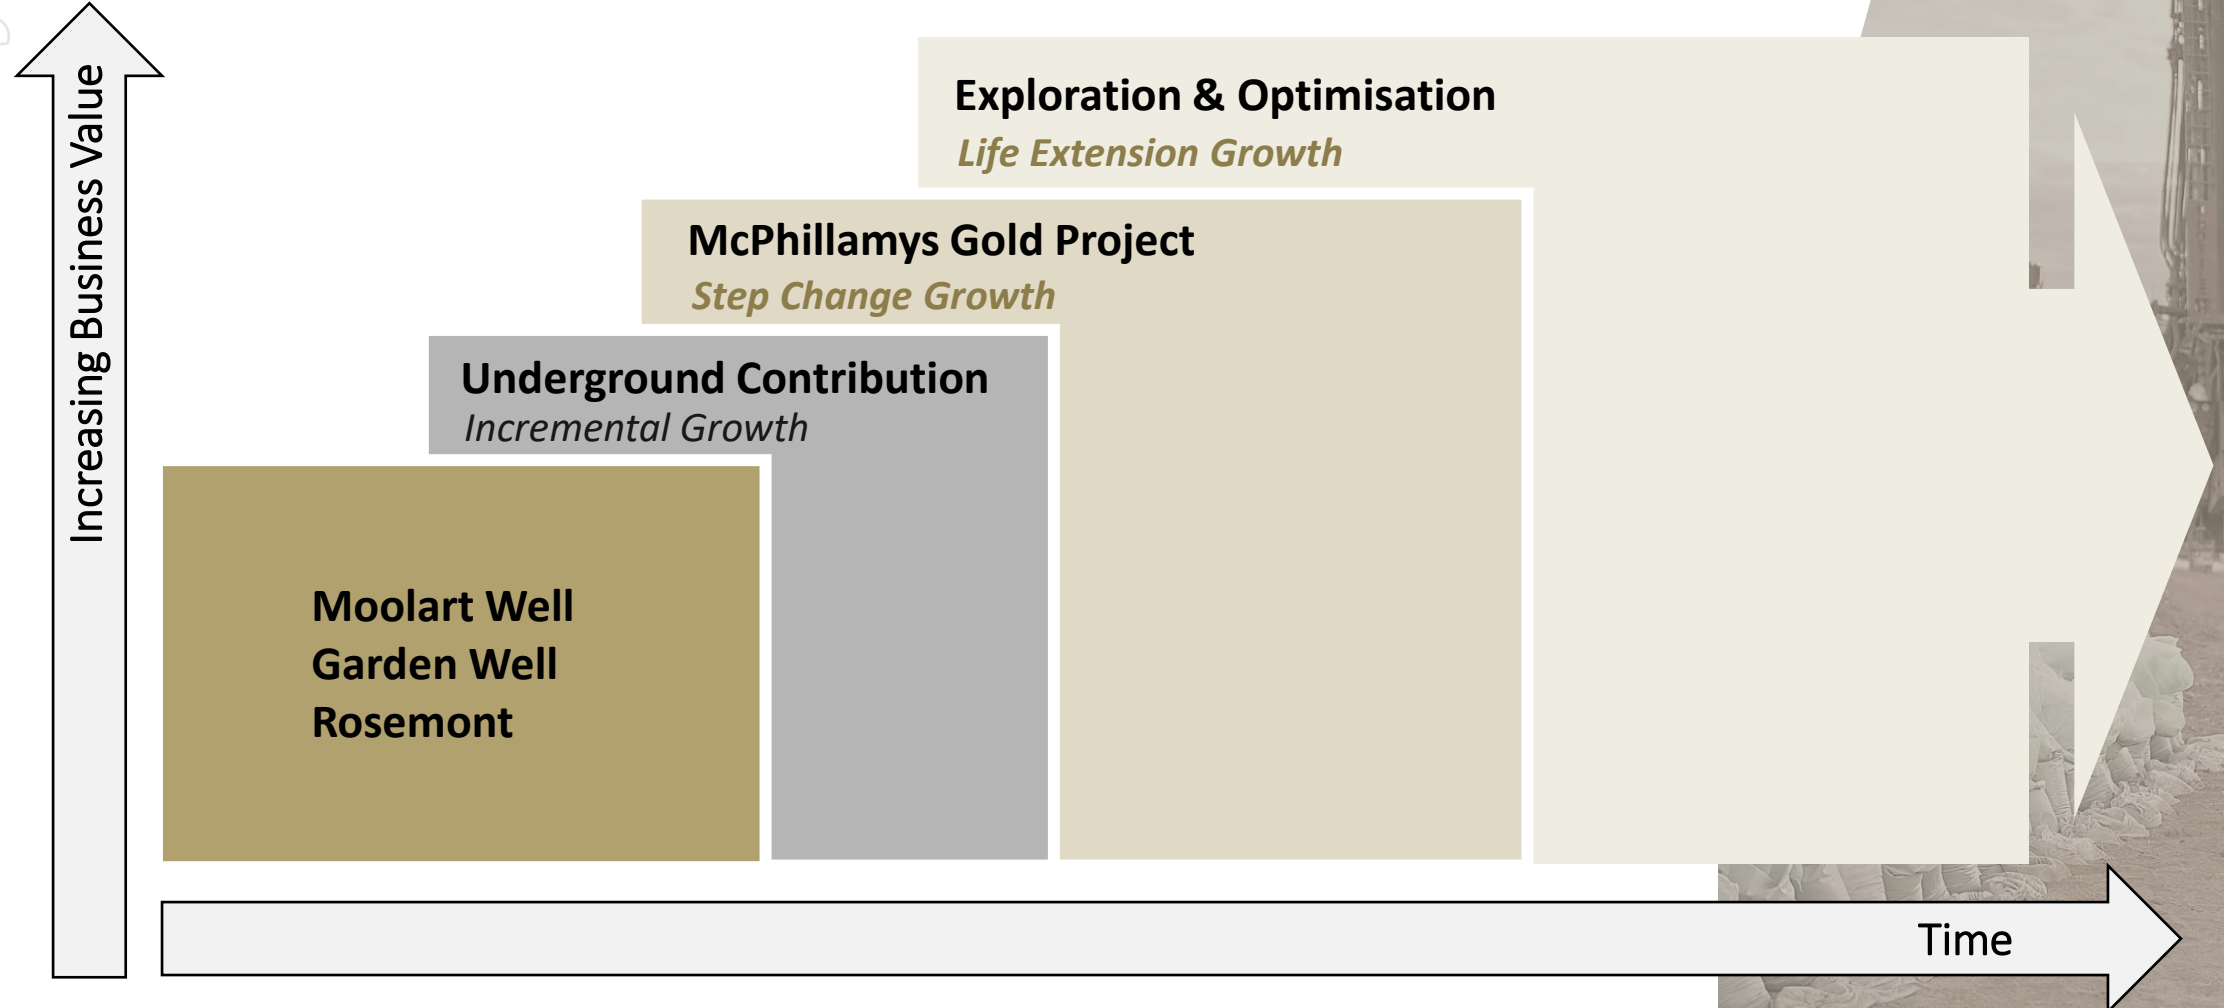 Increasing Business Value
Exploration & Optimisation
Life Extension Growth
McPhillamys Gold Project
Step Change Growth
Underground Contribution
Incremental Growth
Moolart Well
Garden Well
Rosemont
Time